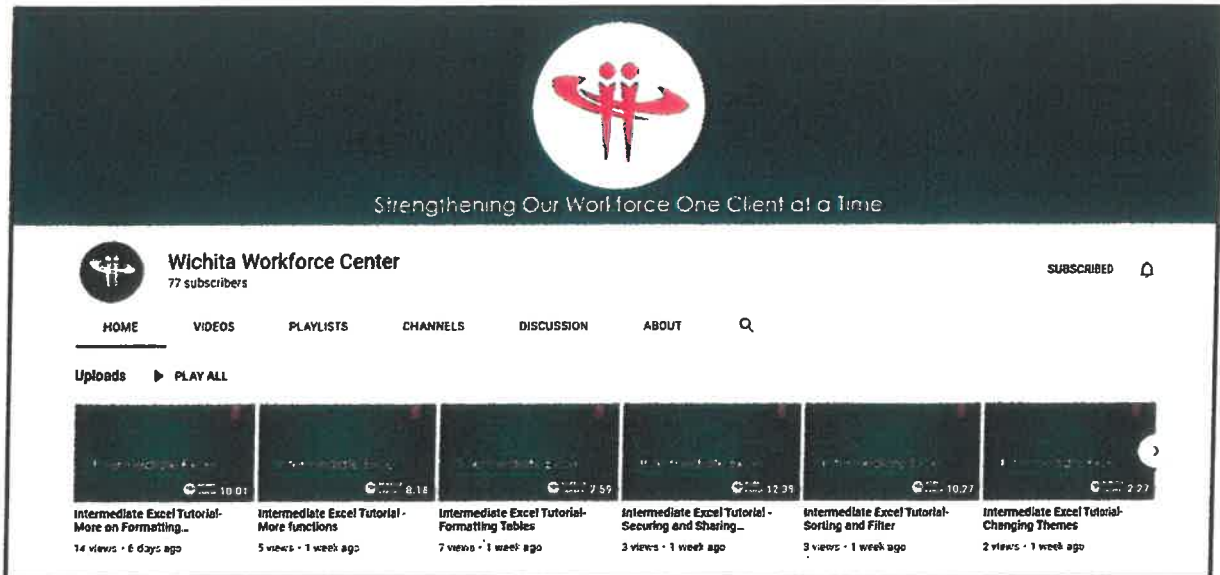 Strengthening Our Workforce One Client at a Time
Wichita Workforce Center
77 subscribers
SUBSCRIBED
HOME VIDEOS PLAYLISTS CHANNELS DISCUSSION ABOUT
Uploads PLAY ALL
10:01 8:18 7:59 12:39 10:27 2:27
Intermediate Excel Tutorial- Intermediate Excel Tutorial - Intermediate Excel Tutorial- Intermediate Excel Tutorial - Intermediate Excel Tutorial- Intermediate Excel Tutorial-
More on Formatting... More functions Formatting Tables Securing and Sharing... Sorting and Filter Changing Themes
14 views • 6 days ago 5 views • 1 week ago 7 views • 1 week ago 3 views • 1 week ago 3 views • 1 week ago 2 views • 1 week ago